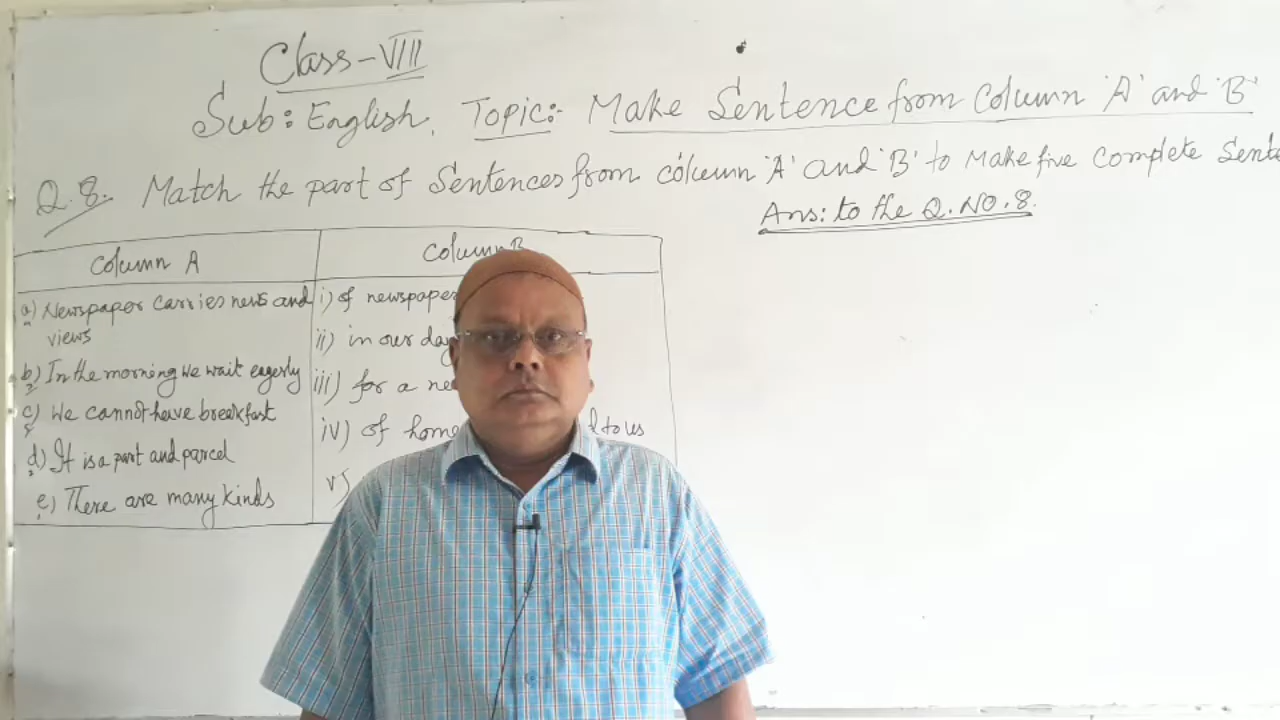 Class-VIII
Sub: English. Topic:- Make Sentence from Column 'A' and 'B'
Q.8. Match the part of Sentences from column 'A' and 'B' to make five complete
Ans: to the Q. NO. 8.
Column A
a) Newspaper carries news and
views
b) In the morning we wait eagerly
c) We cannot have breakfast
d) It is a part and parcel
e) There are many kinds
Column B
i) of newspaper
ii) in our
iii) for a
iv) of to us
v)